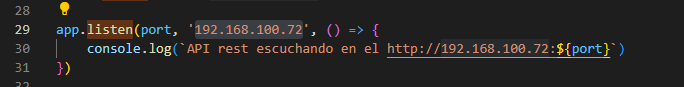 28
29 app.listen(port, '192.168.100.72', () => {
30 console.log(`API rest escuchando en el http://192.168.100.72:${port}`)
31 })
32